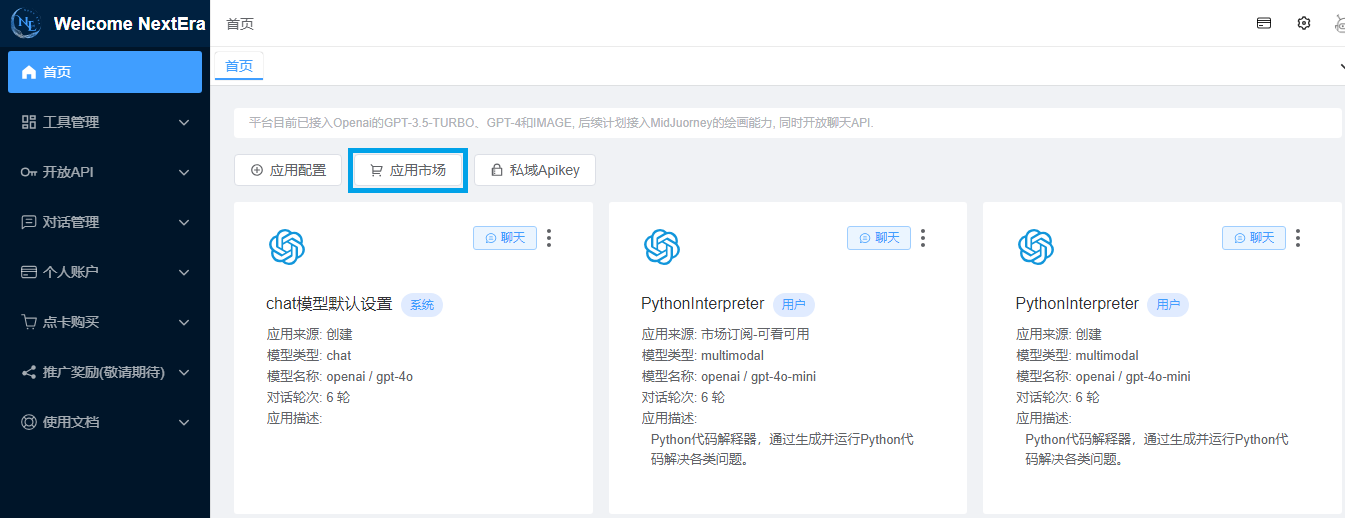 NE
Welcome NextEra
首页
首页
首页
工具管理
开放API
对话管理
个人账户
点卡购买
推广奖励(敬请期待)
使用文档
平台目前已接入Openai的GPT-3.5-TURBO、GPT-4和IMAGE, 后续计划接入MidJuorney的绘画能力, 同时开放聊天API.
应用配置
应用市场
私域Apikey
聊天
chat模型默认设置 系统
应用来源: 创建
模型类型: chat
模型名称: openai / gpt-4o
对话轮次: 6 轮
应用描述:
聊天
PythonInterpreter 用户
应用来源: 市场订阅-可看可用
模型类型: multimodal
模型名称: openai / gpt-4o-mini
对话轮次: 6 轮
应用描述:
Python代码解释器，通过生成并运行Python代
码解决各类问题。
聊天
PythonInterpreter 用户
应用来源: 创建
模型类型: multimodal
模型名称: openai / gpt-4o-mini
对话轮次: 6 轮
应用描述:
Python代码解释器，通过生成并运行Python代
码解决各类问题。